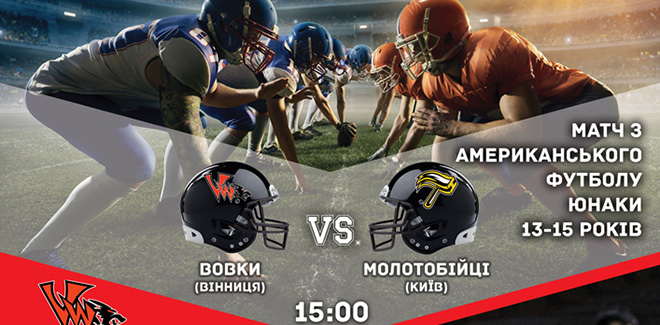 МАТЧ З
АМЕРИКАНСЬКОГО
ФУТБОЛУ
ЮНАКИ
13-15 РОКІВ
VS.
ВОВКИ
(ВІННИЦЯ)
МОЛОТОБІЙЦІ
(КИЇВ)
15:00